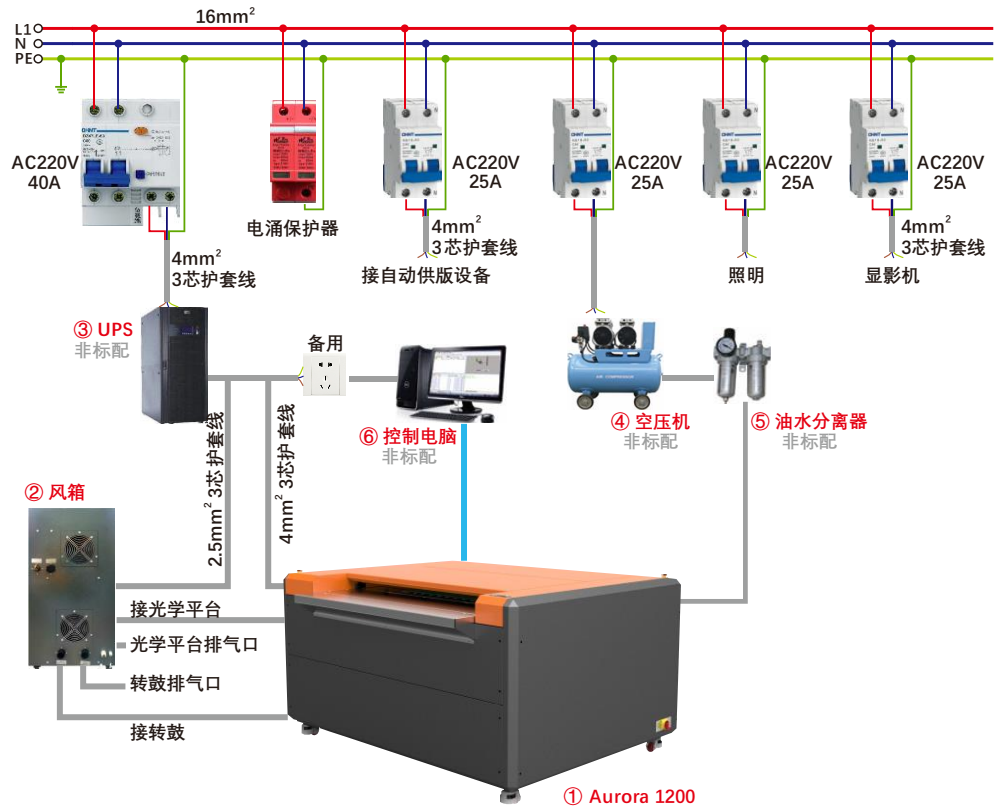 16mm²
L1
N
PE
AC220V
40A
电涌保护器
AC220V
25A
AC220V
25A
AC220V
25A
AC220V
25A
4mm²
3芯护套线
4mm²
3芯护套线
4mm²
3芯护套线
接自动供版设备
照明
显影机
③ UPS
非标配
备用
⑥ 控制电脑
非标配
④ 空压机
非标配
⑤ 油水分离器
非标配
2.5mm² 3芯护套线
4mm² 3芯护套线
② 风箱
接光学平台
光学平台排气口
转鼓排气口
接转鼓
① Aurora 1200